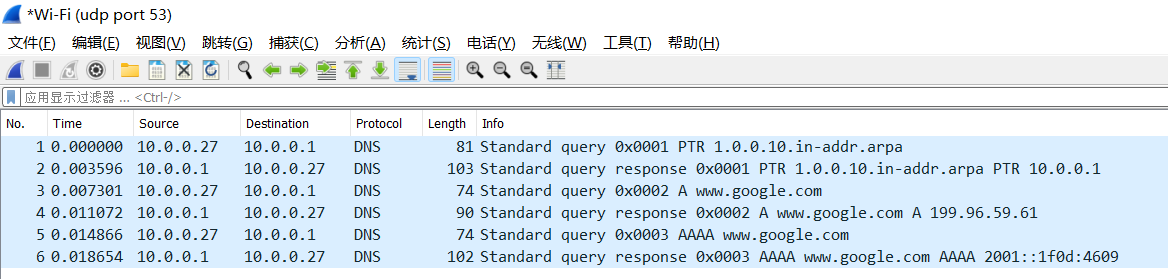 *Wi-Fi (udp port 53)
文件(F) 编辑(E) 视图(V) 跳转(G) 捕获(C) 分析(A) 统计(S) 电话(Y) 无线(W) 工具(T) 帮助(H)
应用显示过滤器 … <Ctrl-/>
No. Time Source Destination Protocol Length Info
1 0.000000 10.0.0.27 10.0.0.1 DNS 81 Standard query 0x0001 PTR 1.0.0.10.in-addr.arpa
2 0.003596 10.0.0.1 10.0.0.27 DNS 103 Standard query response 0x0001 PTR 1.0.0.10.in-addr.arpa PTR 10.0.0.1
3 0.007301 10.0.0.27 10.0.0.1 DNS 74 Standard query 0x0002 A www.google.com
4 0.011072 10.0.0.1 10.0.0.27 DNS 90 Standard query response 0x0002 A www.google.com A 199.96.59.61
5 0.014866 10.0.0.27 10.0.0.1 DNS 74 Standard query 0x0003 AAAA www.google.com
6 0.018654 10.0.0.1 10.0.0.27 DNS 102 Standard query response 0x0003 AAAA www.google.com AAAA 2001::1f0d:4609